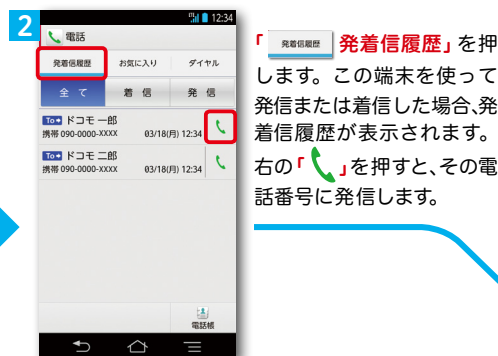 2
12:34
電話
発着信履歴 お気に入り ダイヤル
全 て 着 信 発 信
To ドコモ 一郎
携帯 090-0000-XXXX 03/18(月) 12:34
To ドコモ 二郎
携帯 090-0000-XXXX 03/18(月) 12:34
電話帳
「 発着信履歴 発着信履歴」を押
します。この端末を使って
発信または着信した場合、発
着信履歴が表示されます。
右の「 」を押すと、その電
話番号に発信します。